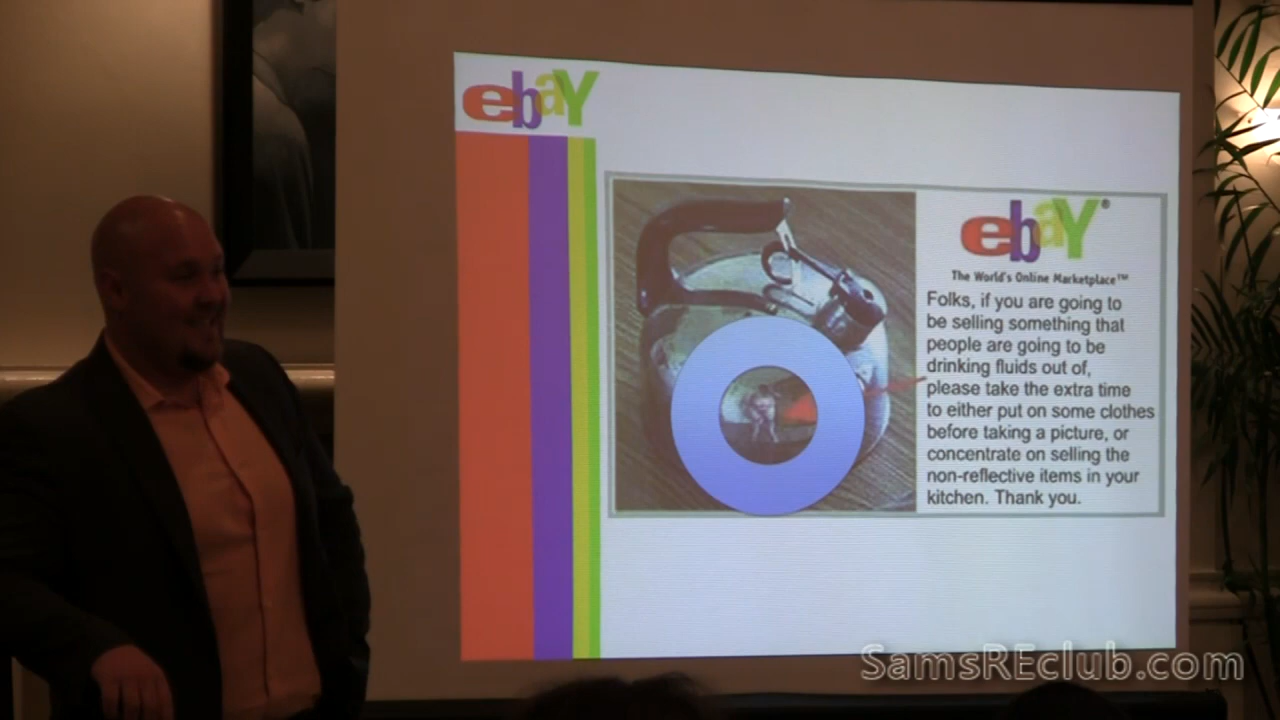 ebaY
ebaY®
The World's Online Marketplace™
Folks, if you are going to
be selling something that
people are going to be
drinking fluids out of,
please take the extra time
to either put on some clothes
before taking a picture, or
concentrate on selling the
non-reflective items in your
kitchen. Thank you.
SamsREclub.com